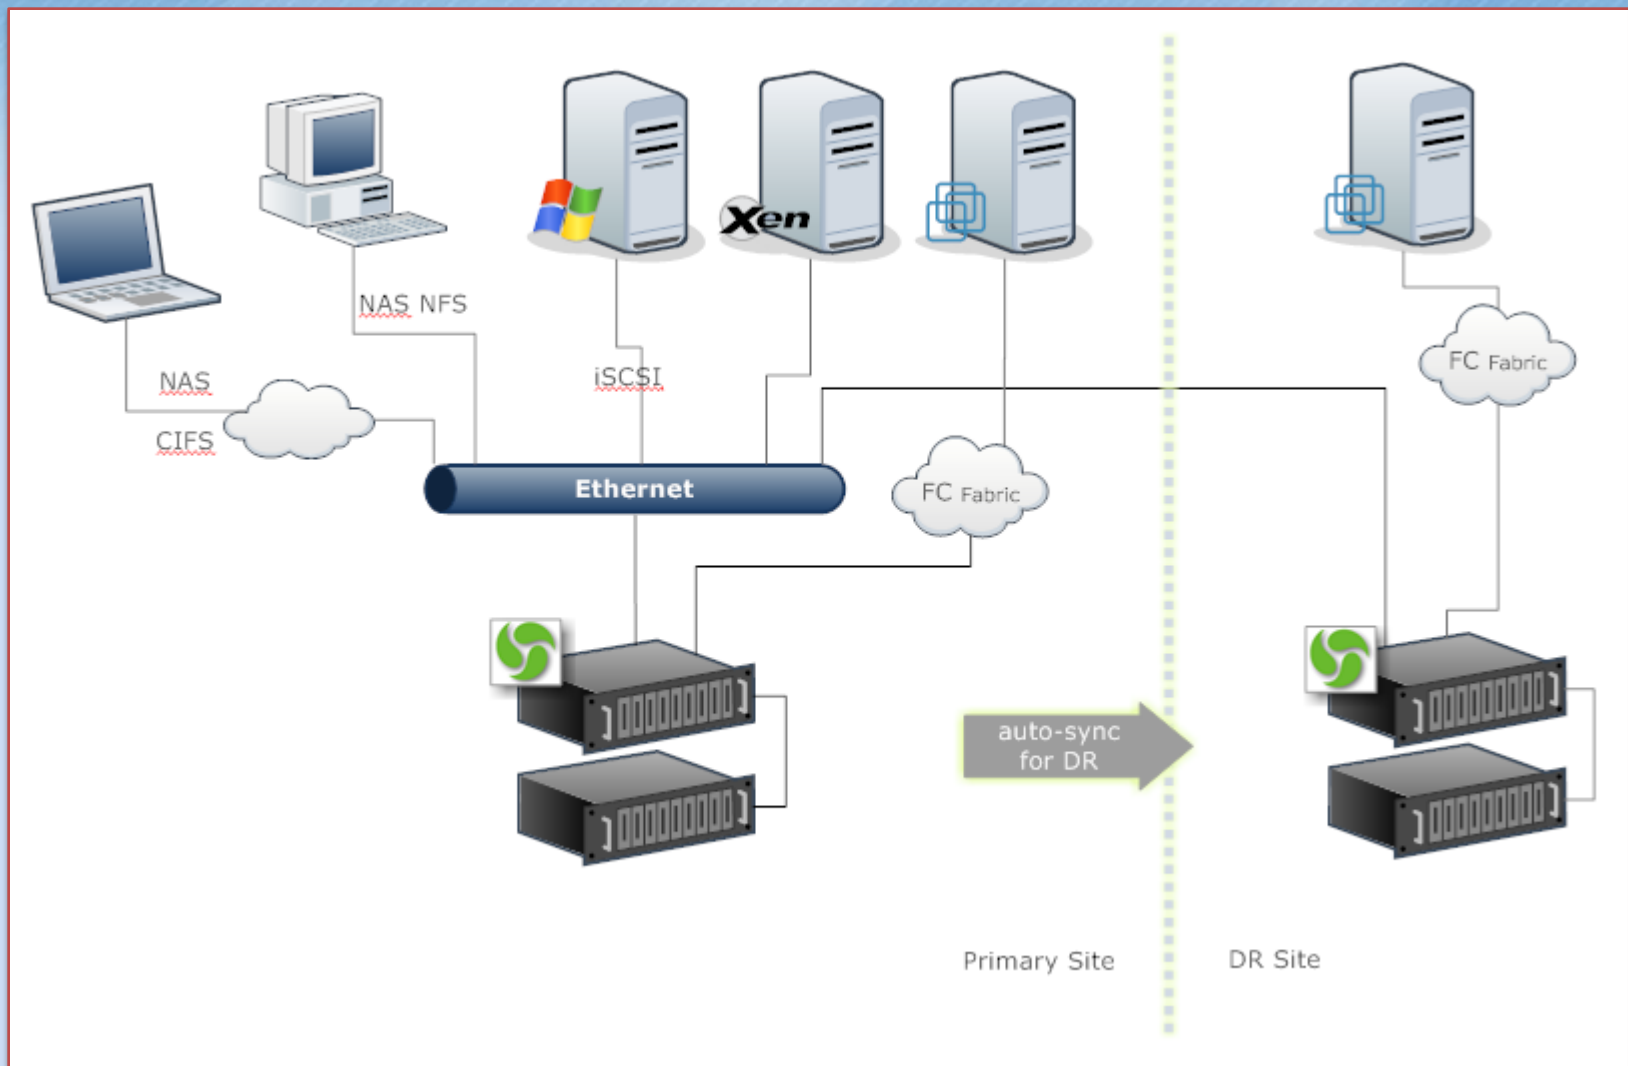 Xen
NAS NFS
NAS
CIFS
iSCSI
FC Fabric
Ethernet
FC Fabric
auto-sync
for DR
Primary Site
DR Site